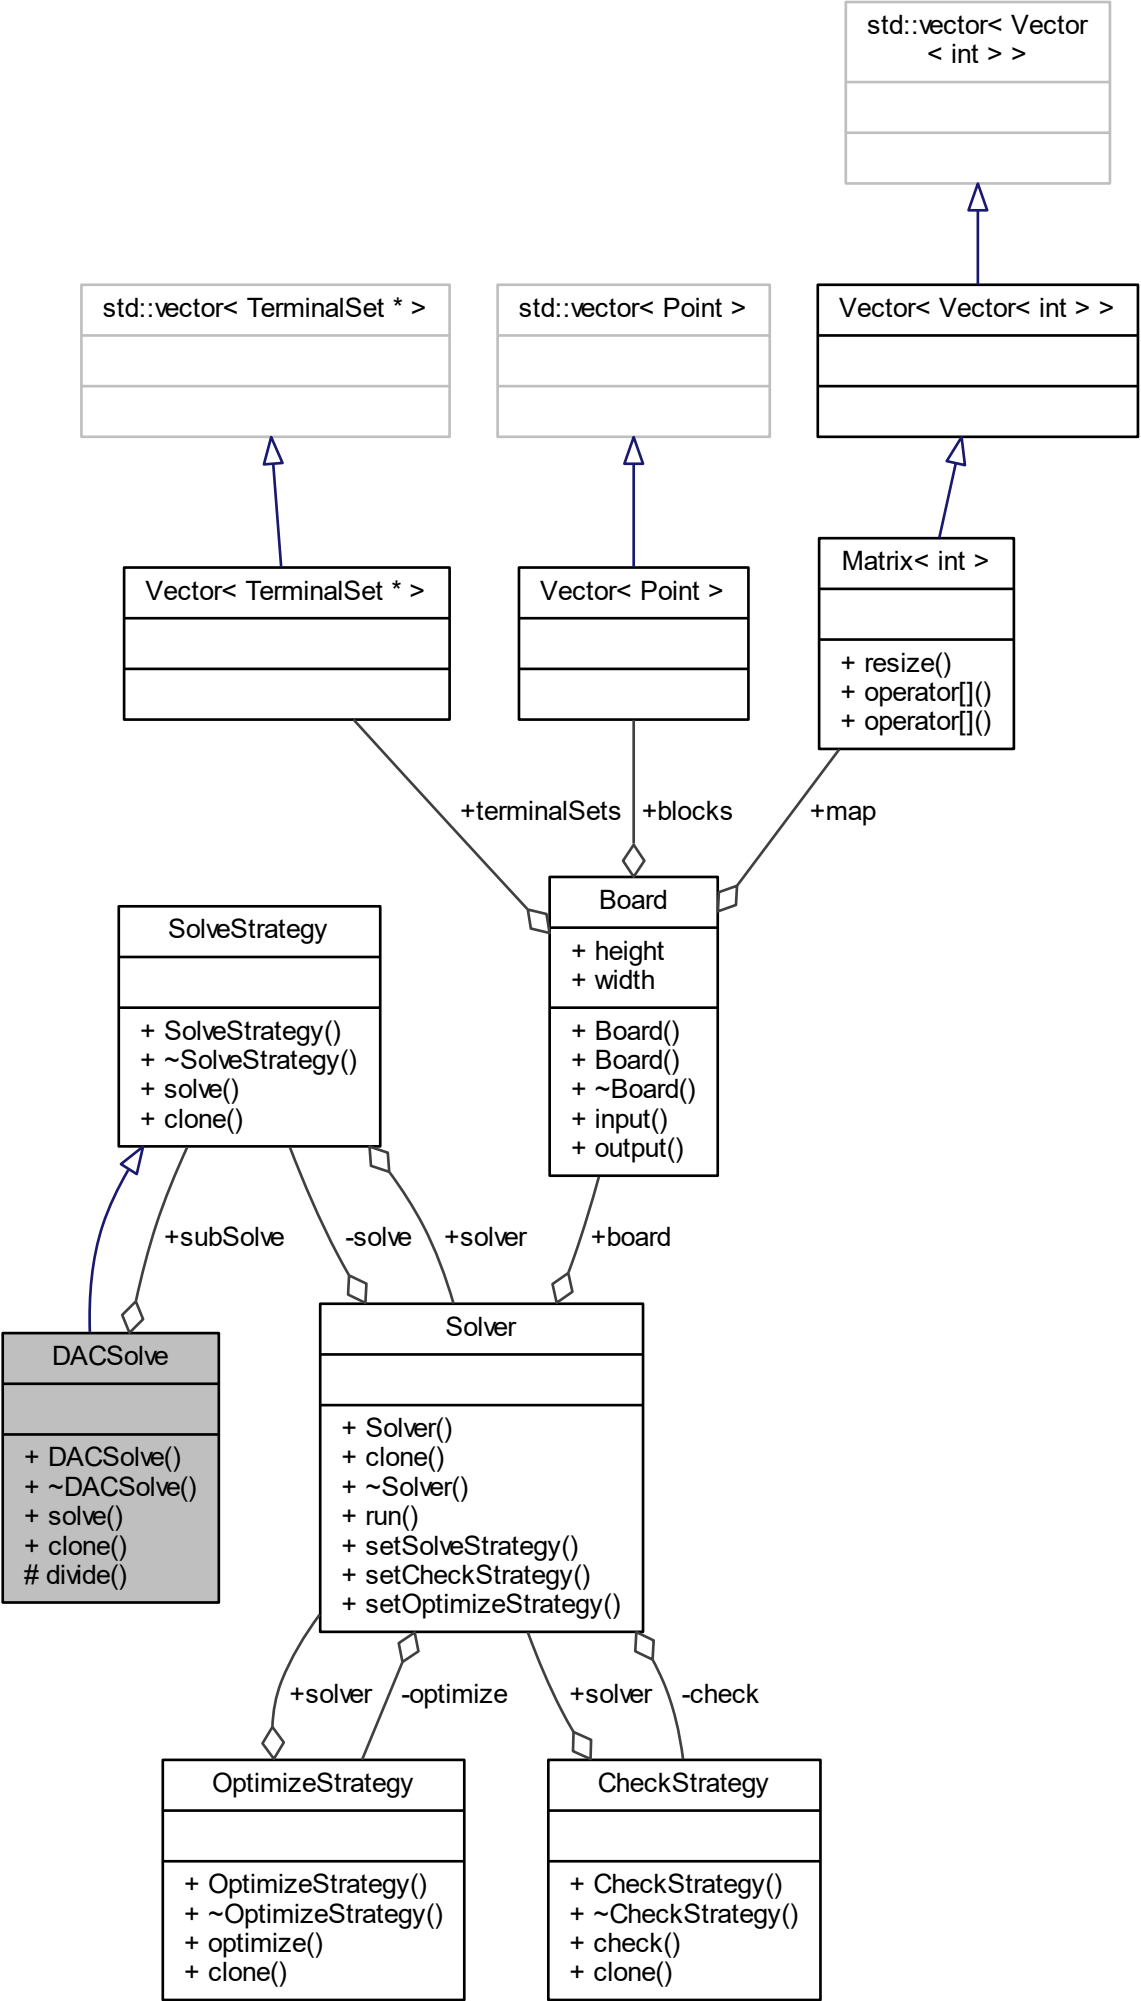 std::vector< Vector
< int > >
std::vector< TerminalSet * >
std::vector< Point >
Vector< Vector< int > >
Vector< TerminalSet * >
Vector< Point >
Matrix< int >
+ resize()
+ operator[]()
+ operator[]()
+terminalSets
+blocks
+map
Board
+ height
+ width
+ Board()
+ Board()
+ ~Board()
+ input()
+ output()
SolveStrategy
+ SolveStrategy()
+ ~SolveStrategy()
+ solve()
+ clone()
+subSolve
-solve
+solver
+board
DACSolve
+ DACSolve()
+ ~DACSolve()
+ solve()
+ clone()
# divide()
Solver
+ Solver()
+ clone()
+ ~Solver()
+ run()
+ setSolveStrategy()
+ setCheckStrategy()
+ setOptimizeStrategy()
+solver
-optimize
+solver
-check
OptimizeStrategy
+ OptimizeStrategy()
+ ~OptimizeStrategy()
+ optimize()
+ clone()
CheckStrategy
+ CheckStrategy()
+ ~CheckStrategy()
+ check()
+ clone()